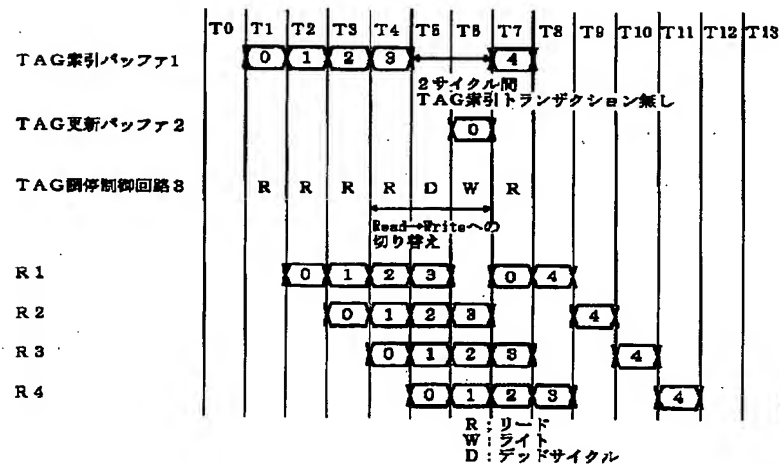 T0 T1 T2 T3 T4 T5 T6 T7 T8 T9 T10 T11 T12 T13
TAG索引バッファ1 0 1 2 3 4
2サイクル間
TAG索引トランザクション無し
TAG更新バッファ2 0
TAG調停制御回路3 R R R R D W R
Read→Writeへの
切り替え
R1 0 1 2 3 0 4
R2 0 1 2 3 4
R3 0 1 2 3 4
R4 0 1 2 3 4
R:リード
W:ライト
D:デッドサイクル